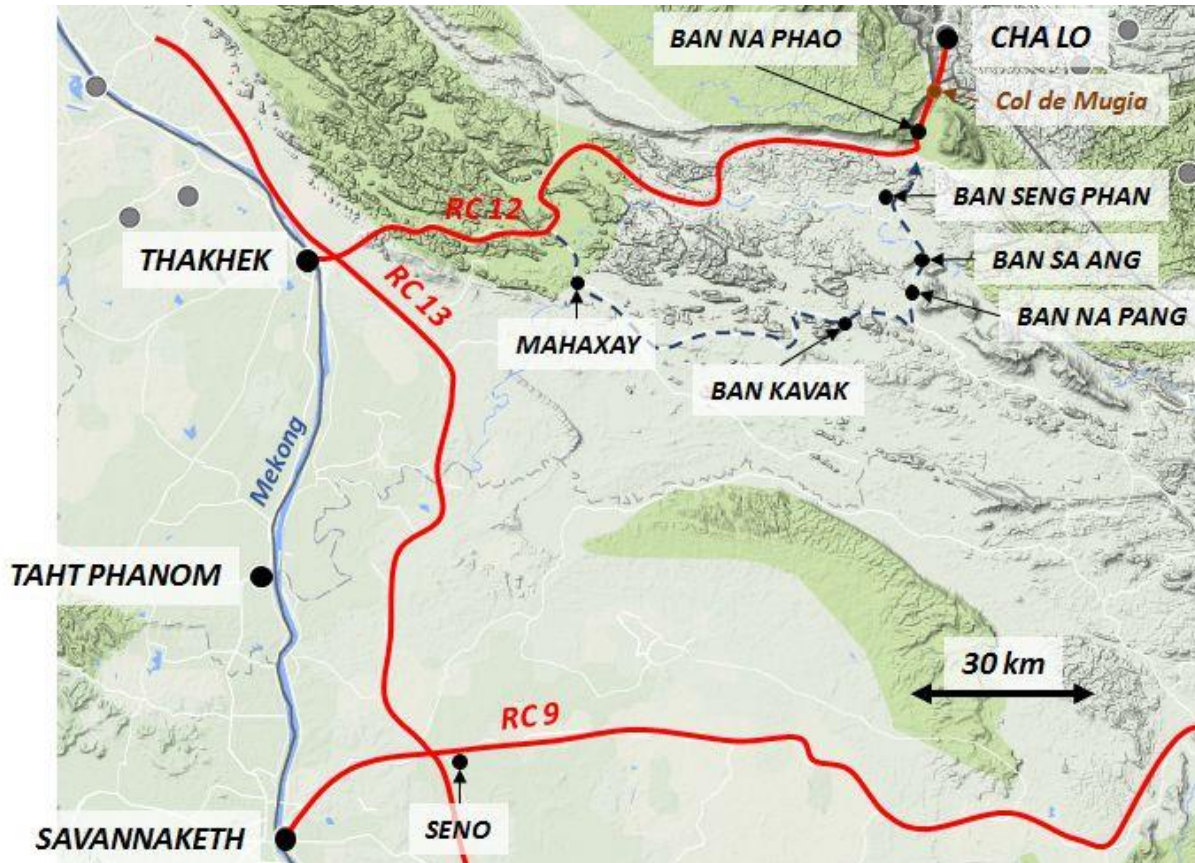 BAN NA PHAO
CHA LO
Col de Mugia
BAN SENG PHAN
RC 12
THAKHEK
BAN SA ANG
RC 13
BAN NA PANG
MAHAXAY
BAN KAVAK
Mekong
TAHT PHANOM
30 km
RC 9
SENO
SAVANNAKETH